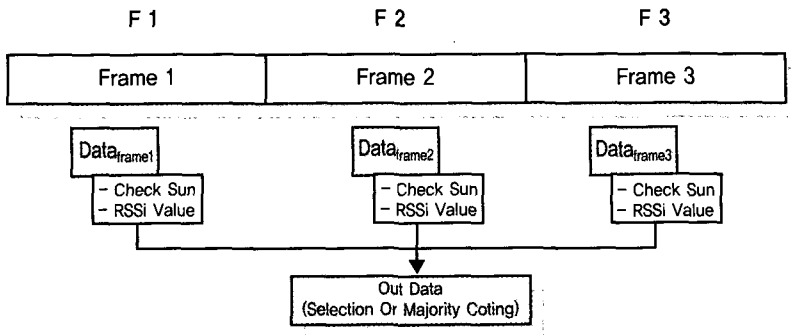 F 1 F 2 F 3
Frame 1 Frame 2 Frame 3
Dataframe1 Dataframe2 Dataframe3
- Check Sun - Check Sun - Check Sun
- RSSi Value - RSSi Value - RSSi Value
Out Data
(Selection Or Majority Coting)